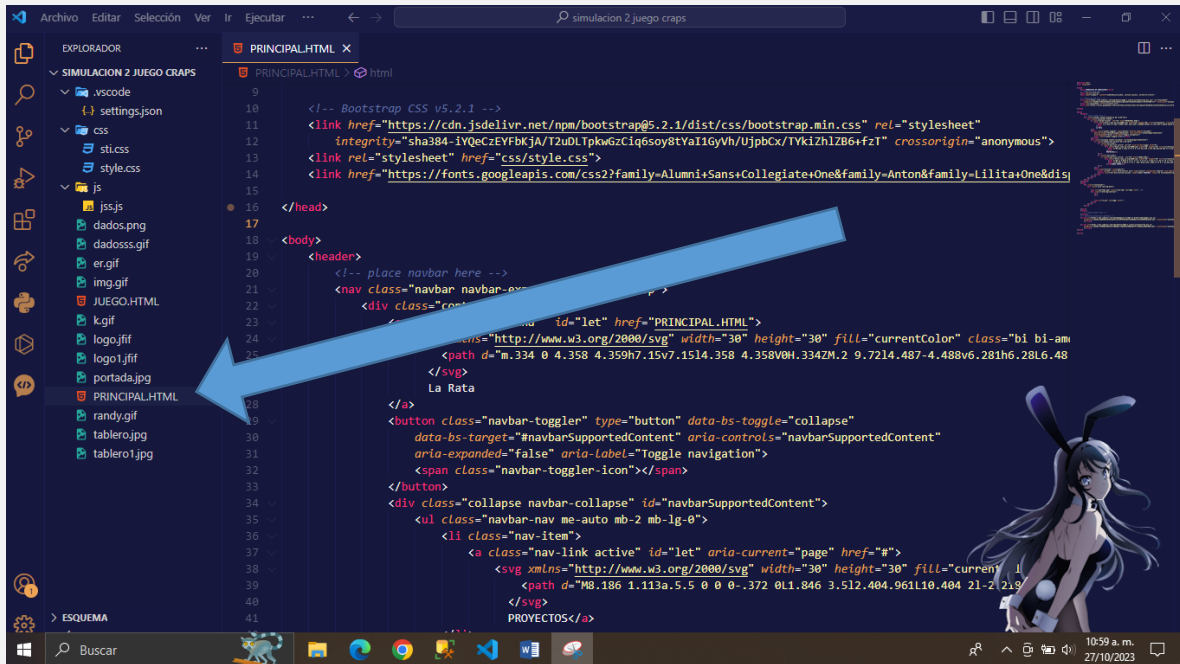 Archivo Editar Selección Ver Ir Ejecutar ··· simulacion 2 juego craps
EXPLORADOR ···
SIMULACION 2 JUEGO CRAPS
.vscode
settings.json
css
sti.css
style.css
js
jss.js
dados.png
dadosss.gif
er.gif
img.gif
JUEGO.HTML
k.gif
logo.jfif
logo1.jfif
portada.jpg
PRINCIPAL.HTML
randy.gif
tablero.jpg
tablero1.jpg
ESQUEMA
PRINCIPAL.HTML
PRINCIPAL.HTML > html
9
10 <!-- Bootstrap CSS v5.2.1 -->
11 <link href="https://cdn.jsdelivr.net/npm/bootstrap@5.2.1/dist/css/bootstrap.min.css" rel="stylesheet"
12 integrity="sha384-iYQeCzEYFbKjA/T2uDLTpkwGzCiq6soy8tYaI1GyVh/UjpbCx/TYkiZhlZB6+fzT" crossorigin="anonymous">
13 <link rel="stylesheet" href="css/style.css">
14 <link href="https://fonts.googleapis.com/css2?family=Alumni+Sans+Collegiate+One&family=Anton&family=Lilita+One&disp
15
16 </head>
17
18 <body>
19 <header>
20 <!-- place navbar here -->
21 <nav class="navbar
22 <div
23 id="let" href="PRINCIPAL.HTML">
24 "http://www.w3.org/2000/svg" width="30" height="30" fill="currentColor" class="bi
25 <path d="m.334 0 4.358 4.359h7.15v7.15l4.358 4.358V0H.334ZM.2 9.72l4.487-4.488v6.281h6.28L6.48
</svg>
La Rata
28 </a>
29 <button class="navbar-toggler" type="button" data-bs-toggle="collapse"
30 data-bs-target="#navbarSupportedContent" aria-controls="navbarSupportedContent"
31 aria-expanded="false" aria-label="Toggle navigation">
32 <span class="navbar-toggler-icon"></span>
33 </button>
34 <div class="collapse navbar-collapse" id="navbarSupportedContent">
35 <ul class="navbar-nav me-auto mb-2 mb-lg-0">
36 <li class="nav-item">
37 <a class="nav-link active" id="let" aria-current="page" href="#">
38 <svg xmlns="http://www.w3.org/2000/svg" width="30" height="30"
39 <path d="M8.186 1.113a.5.5 0 0 0-.372 0L1.846 3.5l2.404.961L10.404
40 </svg>
41 PROYECTOS</a>
Buscar
10:59 a. m.
27/10/2023